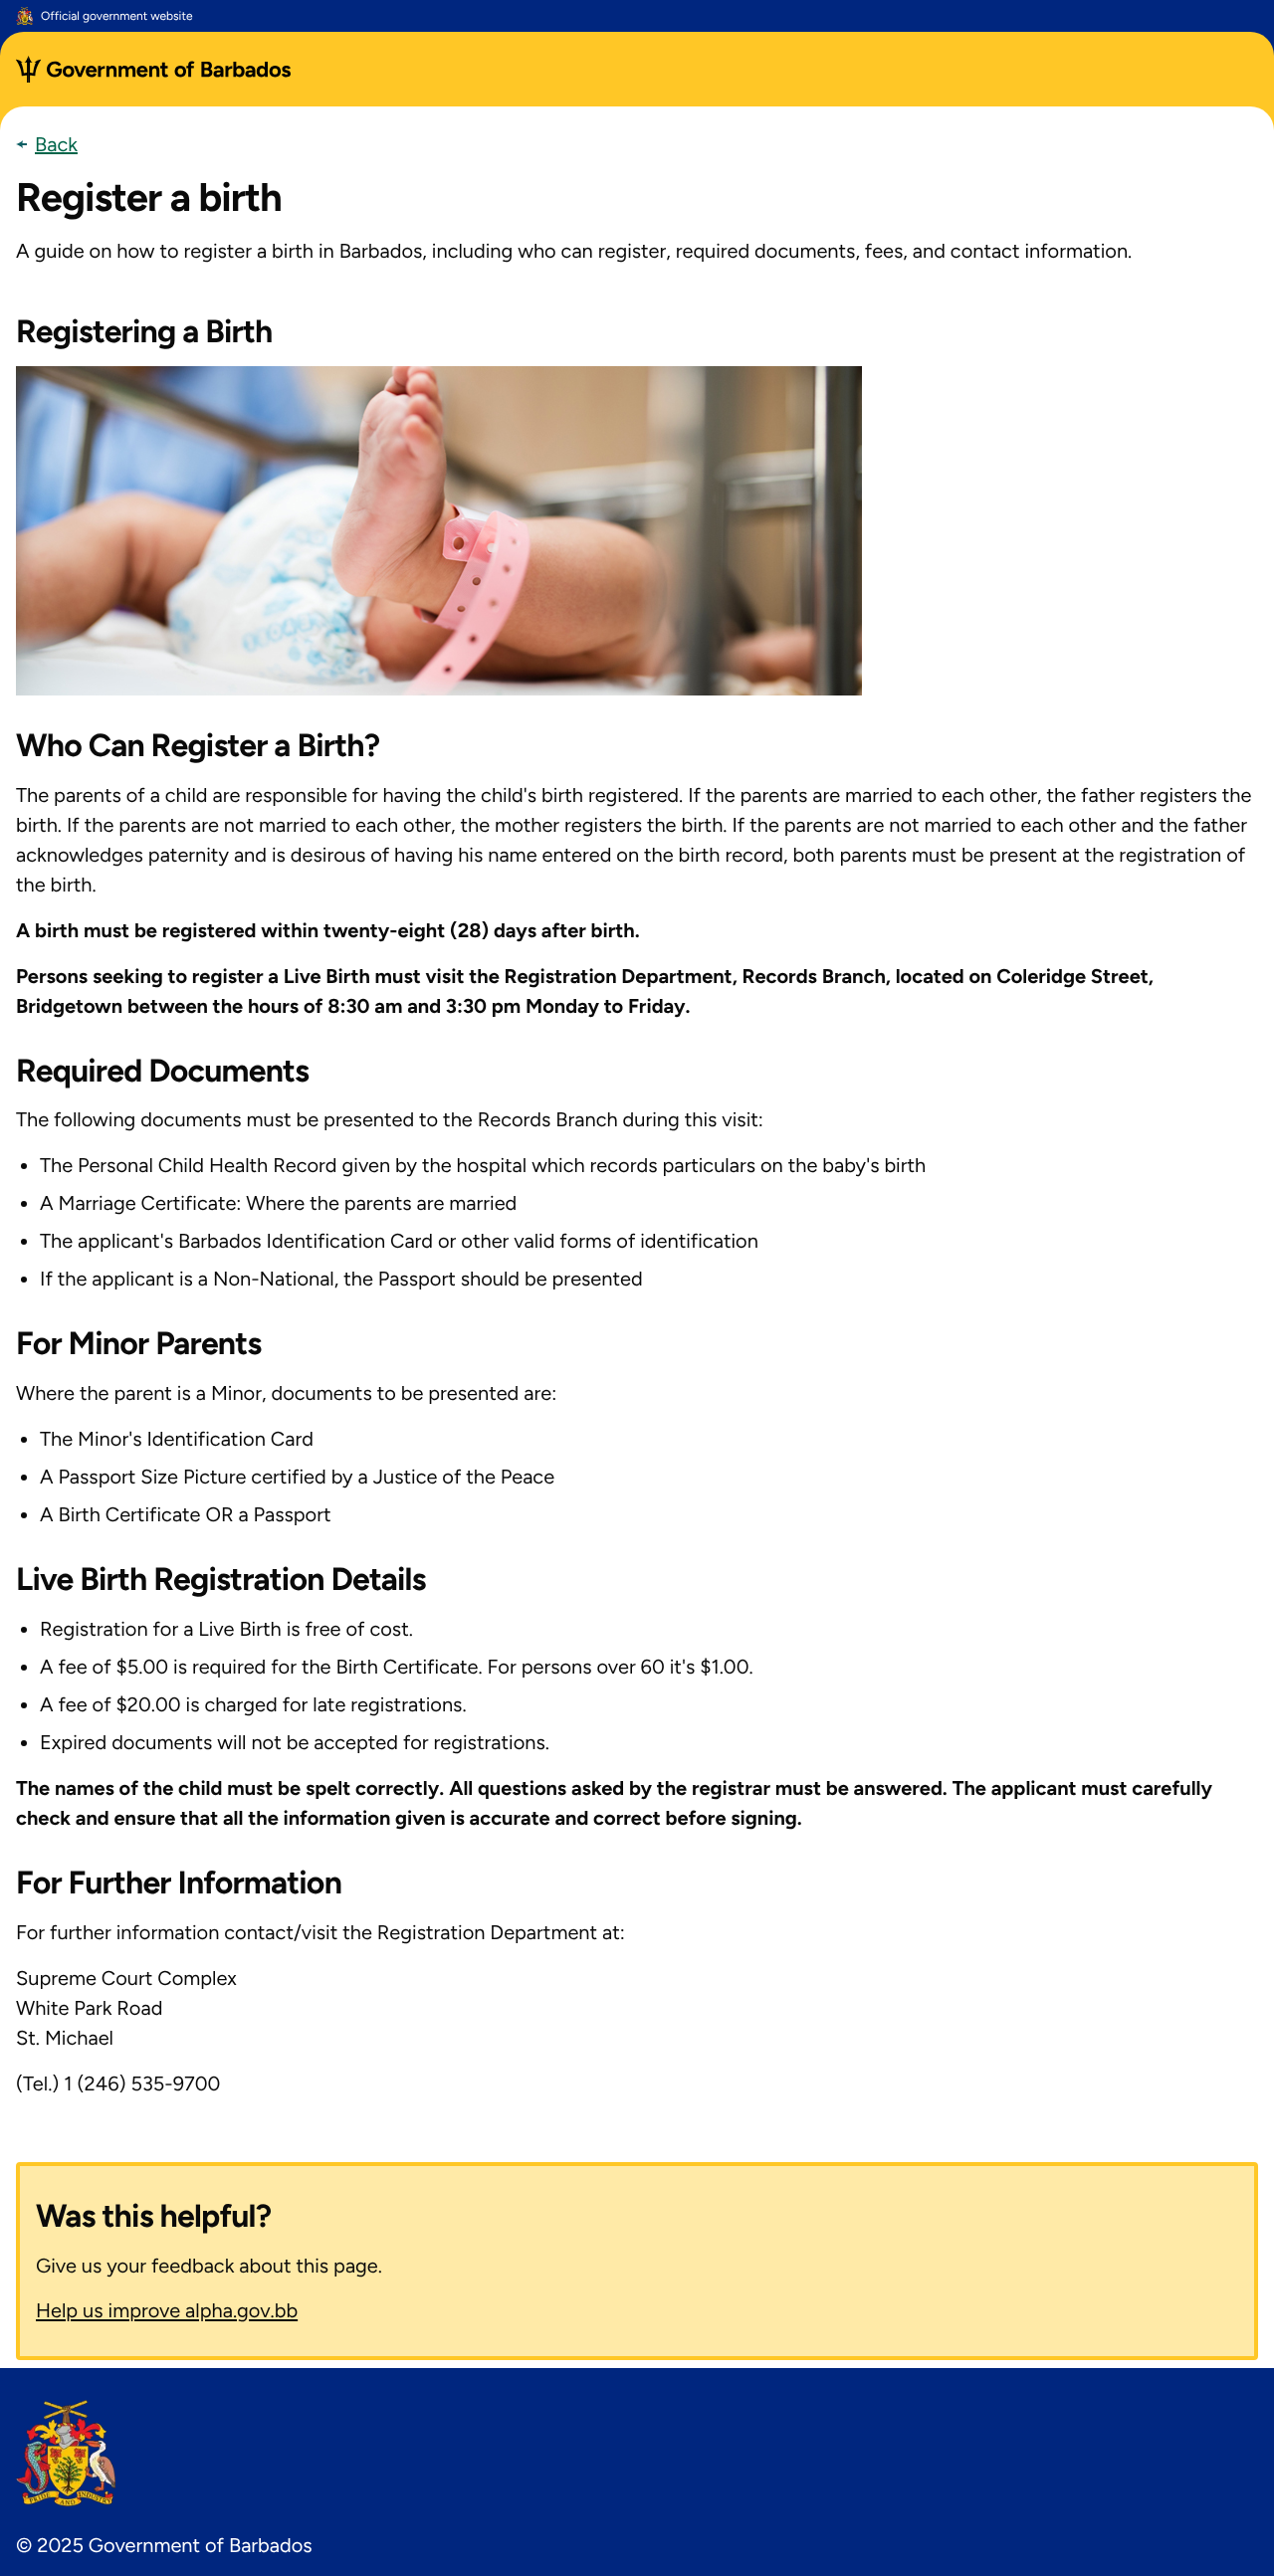 Official government website
Government of Barbados
← Back
Register a birth
A guide on how to register a birth in Barbados, including who can register, required documents, fees, and contact information.
Registering a Birth
Who Can Register a Birth?
The parents of a child are responsible for having the child's birth registered. If the parents are married to each other, the father registers the
birth. If the parents are not married to each other, the mother registers the birth. If the parents are not married to each other and the father
acknowledges paternity and is desirous of having his name entered on the birth record, both parents must be present at the registration of
the birth.
A birth must be registered within twenty-eight (28) days after birth.
Persons seeking to register a Live Birth must visit the Registration Department, Records Branch, located on Coleridge Street,
Bridgetown between the hours of 8:30 am and 3:30 pm Monday to Friday.
Required Documents
The following documents must be presented to the Records Branch during this visit:
• The Personal Child Health Record given by the hospital which records particulars on the baby's birth
• A Marriage Certificate: Where the parents are married
• The applicant's Barbados Identification Card or other valid forms of identification
• If the applicant is a Non-National, the Passport should be presented
For Minor Parents
Where the parent is a Minor, documents to be presented are:
• The Minor's Identification Card
• A Passport Size Picture certified by a Justice of the Peace
• A Birth Certificate OR a Passport
Live Birth Registration Details
• Registration for a Live Birth is free of cost.
• A fee of $5.00 is required for the Birth Certificate. For persons over 60 it's $1.00.
• A fee of $20.00 is charged for late registrations.
• Expired documents will not be accepted for registrations.
The names of the child must be spelt correctly. All questions asked by the registrar must be answered. The applicant must carefully
check and ensure that all the information given is accurate and correct before signing.
For Further Information
For further information contact/visit the Registration Department at:
Supreme Court Complex
White Park Road
St. Michael
(Tel.) 1 (246) 535-9700
Was this helpful?
Give us your feedback about this page.
Help us improve alpha.gov.bb
PRIDE AND INDUSTRY
© 2025 Government of Barbados